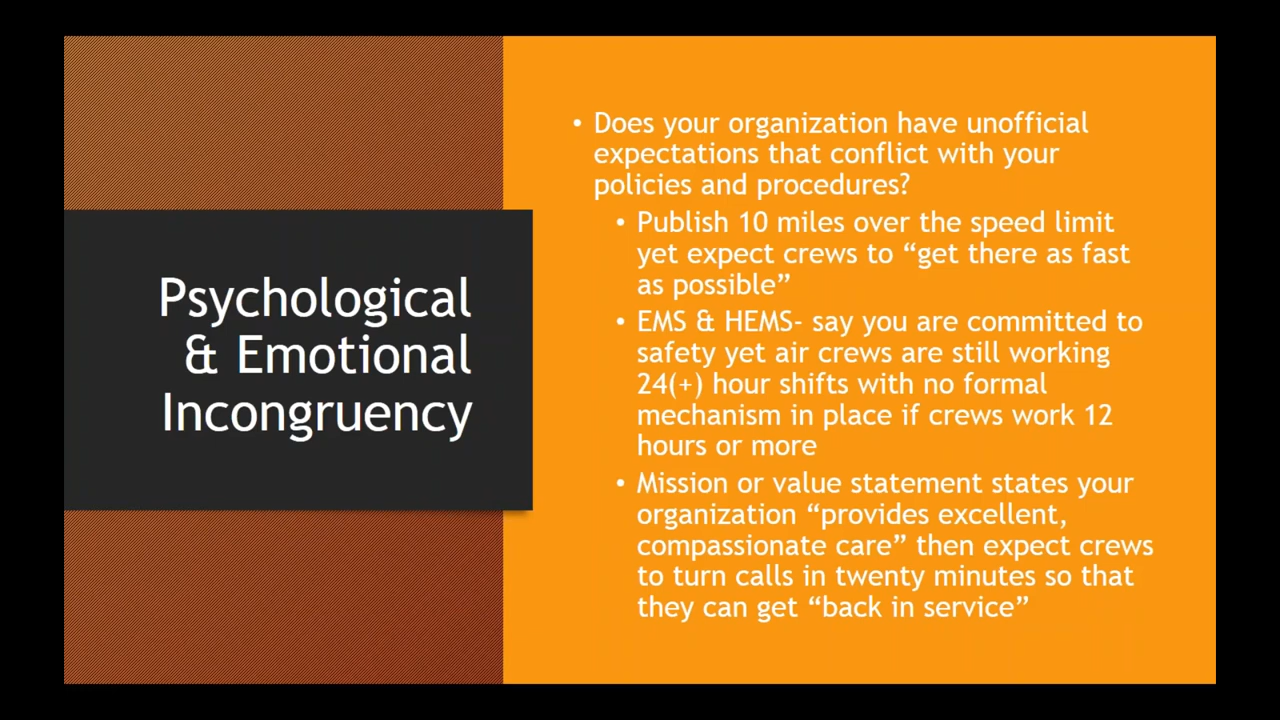 Psychological
& Emotional
Incongruency
• Does your organization have unofficial
expectations that conflict with your
policies and procedures?
• Publish 10 miles over the speed limit
yet expect crews to “get there as fast
as possible”
• EMS & HEMS- say you are committed to
safety yet air crews are still working
24(+) hour shifts with no formal
mechanism in place if crews work 12
hours or more
• Mission or value statement states your
organization “provides excellent,
compassionate care” then expect crews
to turn calls in twenty minutes so that
they can get “back in service”